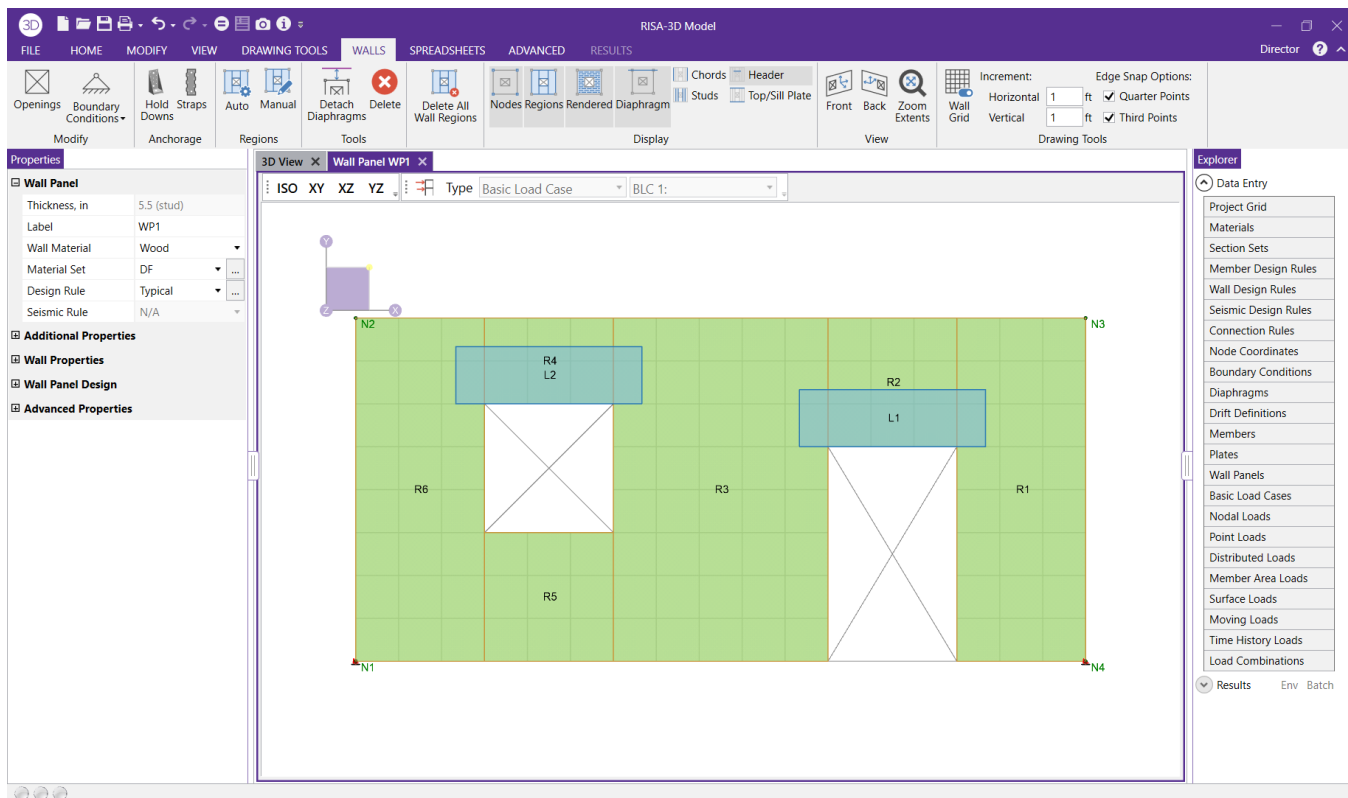 3D RISA-3D Model
FILE HOME MODIFY VIEW DRAWING TOOLS WALLS SPREADSHEETS ADVANCED RESULTS Director ?
Openings Boundary Conditions Hold Downs Straps Auto Manual Detach Diaphragms Delete Delete All Wall Regions Nodes Regions Rendered Diaphragm Chords Header
Studs Top/Sill Plate
Front Back Zoom Extents Wall Grid
Increment: Edge Snap Options:
Horizontal 1 ft Quarter Points
Vertical 1 ft Third Points
Modify Anchorage Regions Tools Display View Drawing Tools
Properties
Wall Panel
Thickness, in 5.5 (stud)
Label WP1
Wall Material Wood
Material Set DF ...
Design Rule Typical ...
Seismic Rule N/A
Additional Properties
Wall Properties
Wall Panel Design
Advanced Properties
3D View Wall Panel WP1
ISO XY XZ YZ Type Basic Load Case BLC 1:
Y
Z X
N2 N3
R4
L2
R2
L1
R6 R3 R1
R5
N1 N4
Explorer
Data Entry
Project Grid
Materials
Section Sets
Member Design Rules
Wall Design Rules
Seismic Design Rules
Connection Rules
Node Coordinates
Boundary Conditions
Diaphragms
Drift Definitions
Members
Plates
Wall Panels
Basic Load Cases
Nodal Loads
Point Loads
Distributed Loads
Member Area Loads
Surface Loads
Moving Loads
Time History Loads
Load Combinations
Results Env Batch